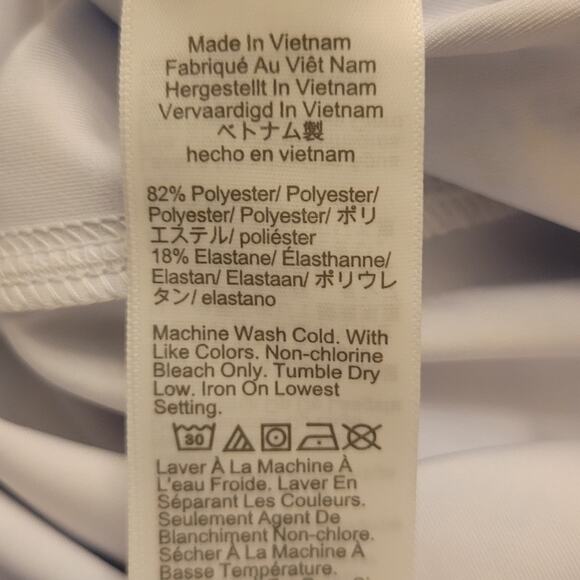 Made In Vietnam
Fabriqué Au Viêt Nam
Hergestellt In Vietnam
Vervaardigd In Vietnam
ベトナム製
hecho en vietnam
82% Polyester/ Polyester/
Polyester/ Polyester/ ポリ
エステル/ poliéster
18% Elastane/ Élasthanne/
Elastan/ Elastaan/ ポリウレ
タン/ elastano
Machine Wash Cold. With
Like Colors. Non-chlorine
Bleach Only. Tumble Dry
Low. Iron On Lowest
Setting.
30
Laver À La Machine À
L'eau Froide. Laver En
Séparant Les Couleurs.
Seulement Agent De
Blanchiment Non-chlore.
Sécher À La Machine À
Basse Température.